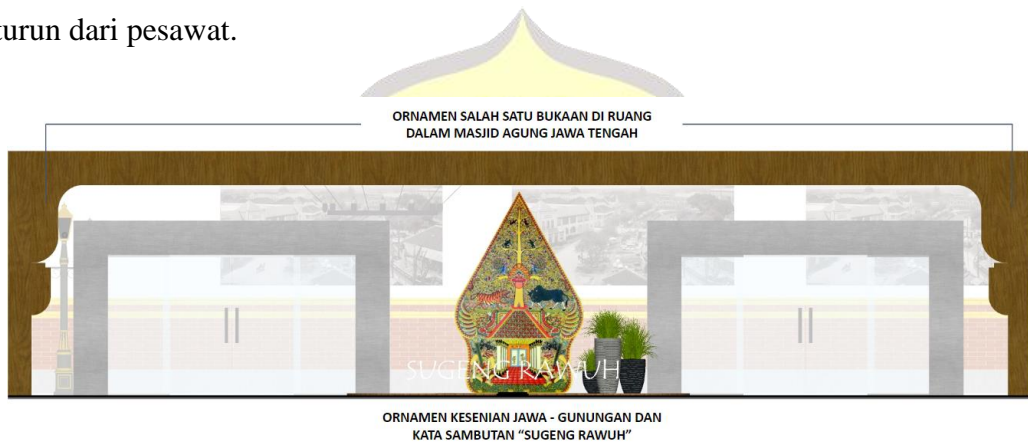 turun dari pesawat.
ORNAMEN SALAH SATU BUKAAN DI RUANG
DALAM MASJID AGUNG JAWA TENGAH
SUGENG RAWUH
ORNAMEN KESENIAN JAWA - GUNUNGAN DAN
KATA SAMBUTAN “SUGENG RAWUH”